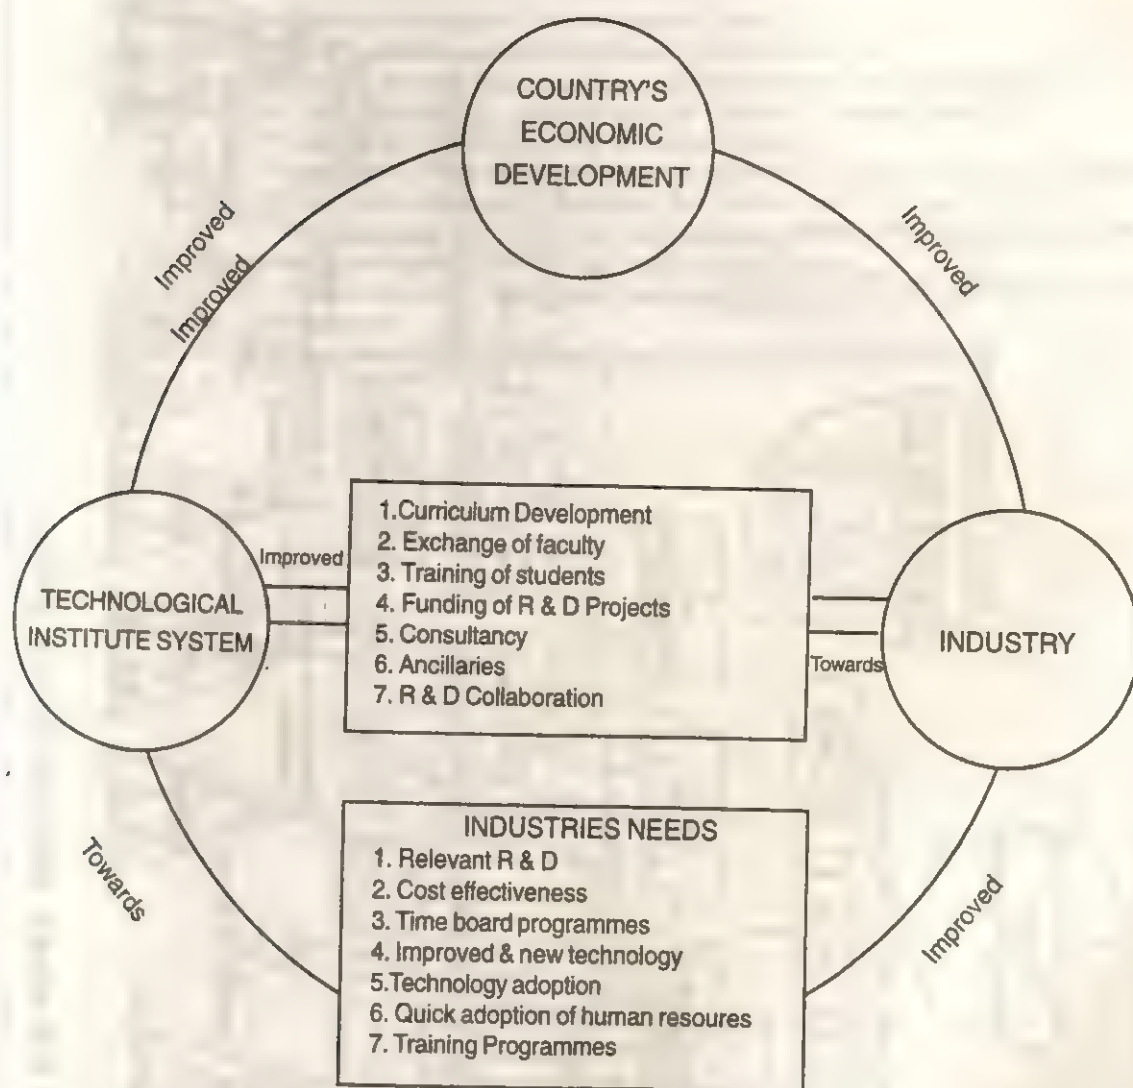 COUNTRY'S
ECONOMIC
DEVELOPMENT
Improved
Improved
Improved
TECHNOLOGICAL
INSTITUTE SYSTEM
Improved
1.Curriculum Development
2. Exchange of faculty
3. Training of students
4. Funding of R & D Projects
5. Consultancy
6. Ancillaries
7. R & D Collaboration
Towards
INDUSTRY
Towards
INDUSTRIES NEEDS
1. Relevant R & D
2. Cost effectiveness
3. Time board programmes
4. Improved & new technology
5.Technology adoption
6. Quick adoption of human resoures
7. Training Programmes
Improved